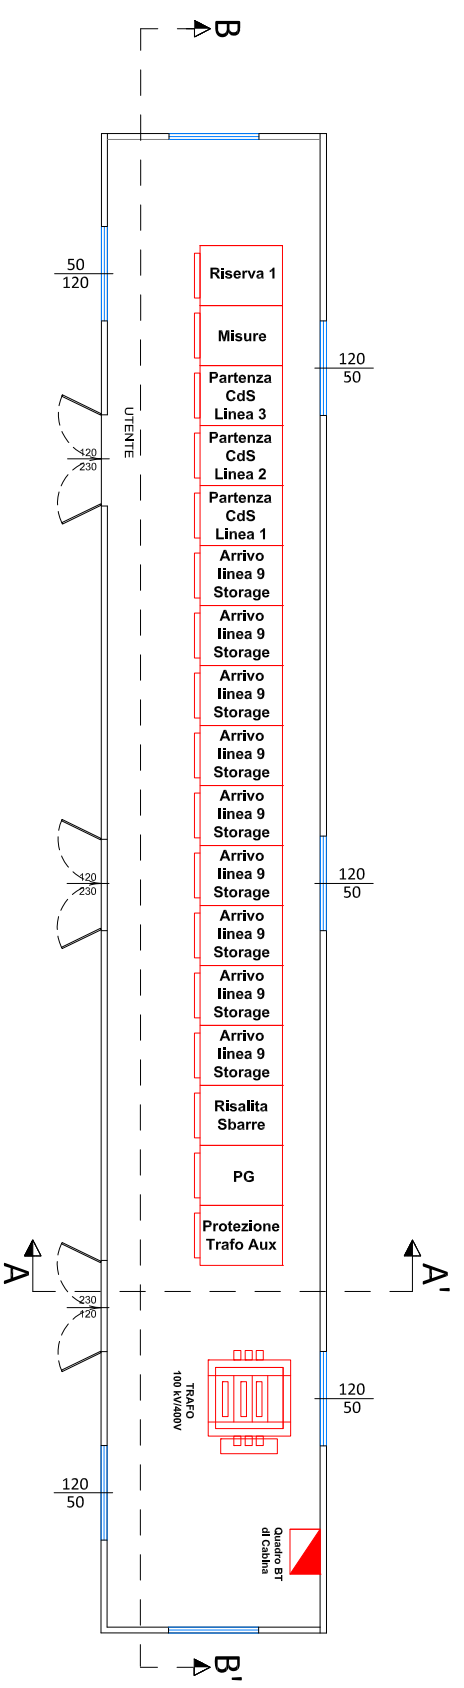 B
50
120
Riserva 1
Misure
120
50
Partenza
CdS
Linea 3
UTENTE
120
230
Partenza
CdS
Linea 2
Partenza
CdS
Linea 1
Arrivo
linea 9
Storage
Arrivo
linea 9
Storage
Arrivo
linea 9
Storage
Arrivo
linea 9
Storage
Arrivo
linea 9
Storage
120
230
120
50
Arrivo
linea 9
Storage
Arrivo
linea 9
Storage
Arrivo
linea 9
Storage
Arrivo
linea 9
Storage
Risalita
Sbarre
PG
Protezione
Trafo Aux
A
A'
230
120
TRAFO
100 kV/400V
120
50
120
50
Quadro BT
di Cabina
B'